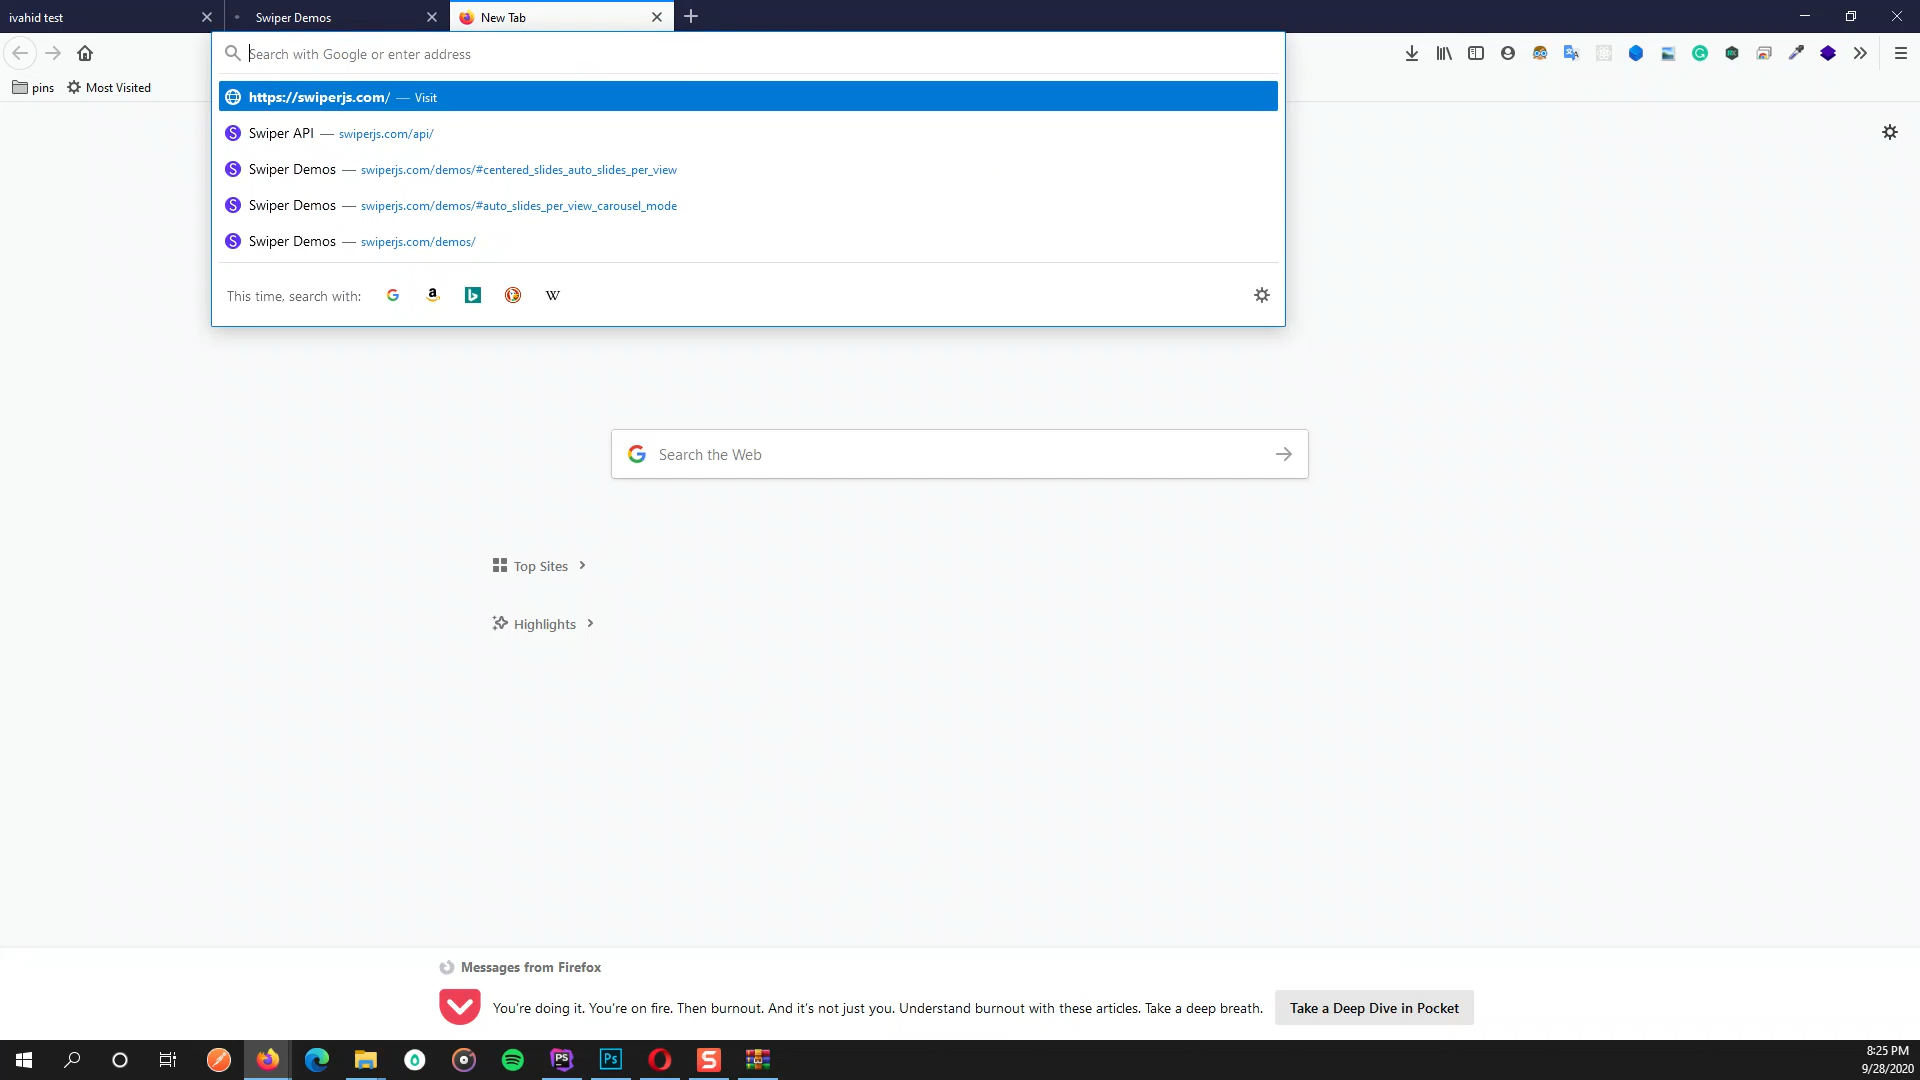 ivahid test
Swiper Demos
New Tab
Search with Google or enter address
pins
Most Visited
https://swiperjs.com/ — Visit
Swiper API — swiperjs.com/api/
Swiper Demos — swiperjs.com/demos/#centered_slides_auto_slides_per_view
Swiper Demos — swiperjs.com/demos/#auto_slides_per_view_carousel_mode
Swiper Demos — swiperjs.com/demos/
This time, search with:
Search the Web
Top Sites
Highlights
Messages from Firefox
You’re doing it. You’re on fire. Then burnout. And it’s not just you. Understand burnout with these articles. Take a deep breath.
Take a Deep Dive in Pocket
8:25 PM
9/28/2020